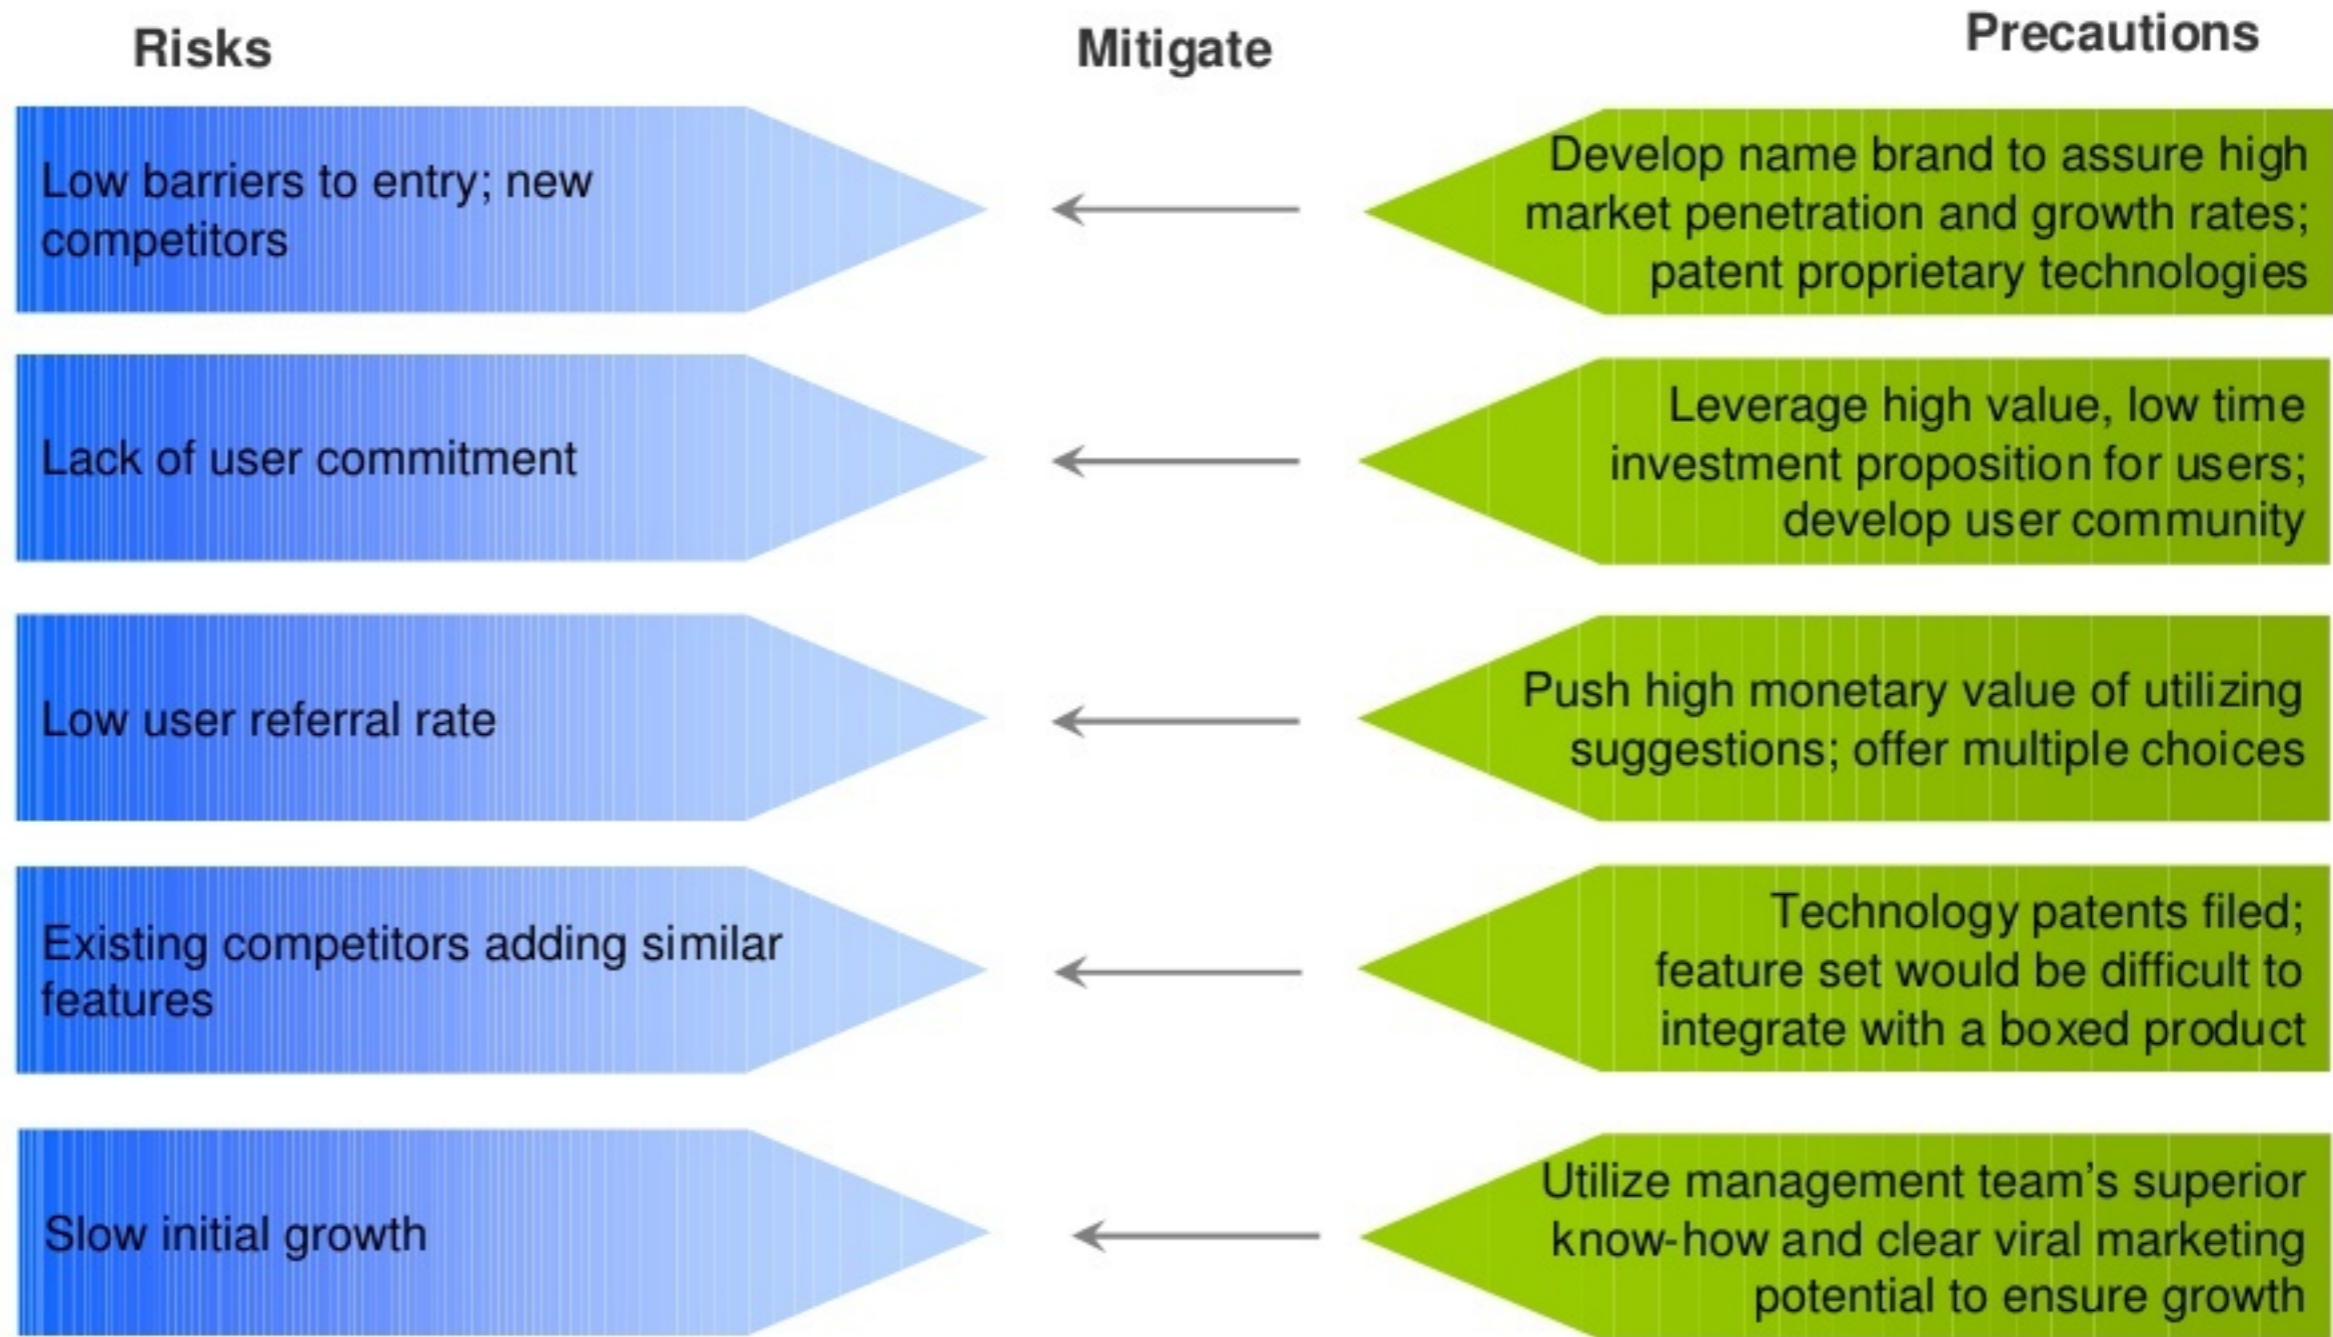 Risks
Mitigate
Precautions
Low barriers to entry; new
competitors
Develop name brand to assure high
market penetration and growth rates;
patent proprietary technologies
Lack of user commitment
Leverage high value, low time
investment proposition for users;
develop user community
Low user referral rate
Push high monetary value of utilizing
suggestions; offer multiple choices
Existing competitors adding similar
features
Technology patents filed;
feature set would be difficult to
integrate with a boxed product
Slow initial growth
Utilize management team’s superior
know-how and clear viral marketing
potential to ensure growth